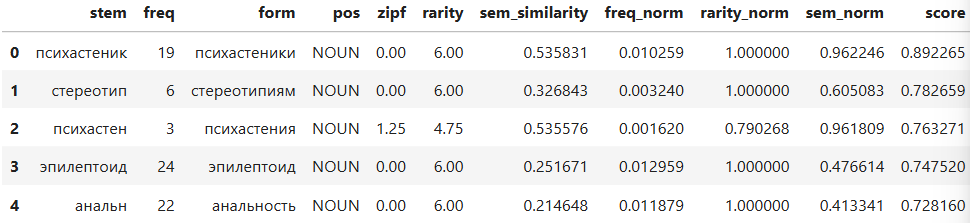 stem freq form pos zipf rarity sem_similarity freq_norm rarity_norm sem_norm score
0 психастеник 19 психастеники NOUN 0.00 6.00 0.535831 0.010259 1.000000 0.962246 0.892265
1 стереотип 6 стереотипиям NOUN 0.00 6.00 0.326843 0.003240 1.000000 0.605083 0.782659
2 психастен 3 психастения NOUN 1.25 4.75 0.535576 0.001620 0.790268 0.961809 0.763271
3 эпилептоид 24 эпилептоид NOUN 0.00 6.00 0.251671 0.012959 1.000000 0.476614 0.747520
4 анальн 22 анальность NOUN 0.00 6.00 0.214648 0.011879 1.000000 0.413341 0.728160